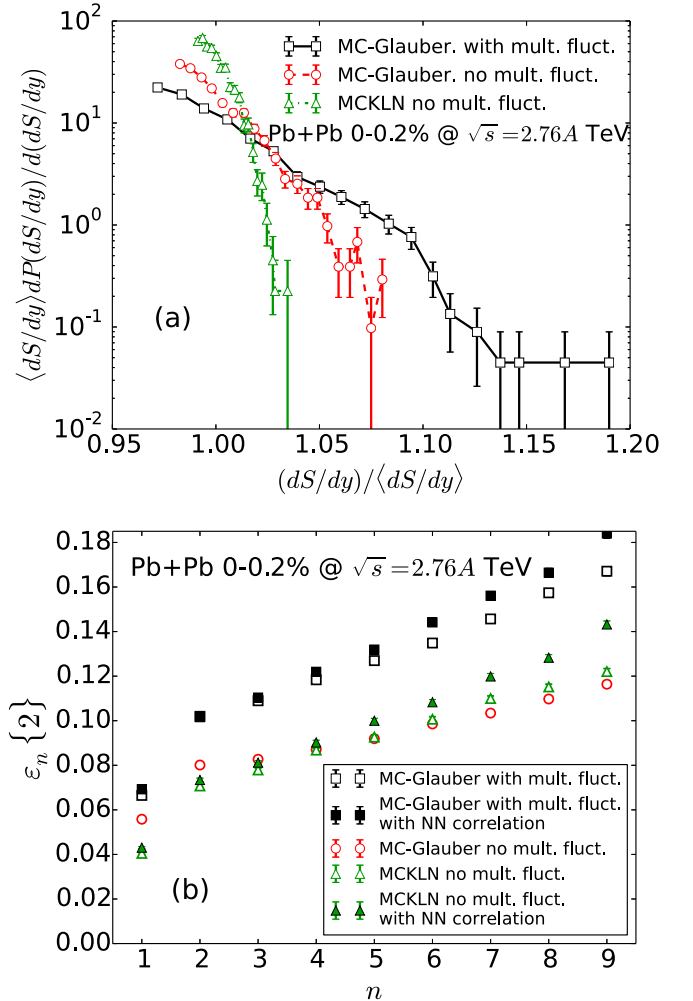 10^2
10^1
10^0
10^{-1}
10^{-2}
⟨dS/dy⟩dP(dS/dy)/d(dS/dy)
MC-Glauber. with mult. fluct.
MC-Glauber. no mult. fluct.
MCKLN no mult. fluct.
Pb+Pb 0-0.2% @ √s =2.76A TeV
(a)
0.95 1.00 1.05 1.10 1.15 1.20
(dS/dy)/⟨dS/dy⟩
0.18
0.16
0.14
0.12
0.10
0.08
0.06
0.04
0.02
0.00
ε_n{2}
Pb+Pb 0-0.2% @ √s =2.76A TeV
MC-Glauber with mult. fluct.
MC-Glauber with mult. fluct.
with NN correlation
MC-Glauber no mult. fluct.
MCKLN no mult. fluct.
MCKLN no mult. fluct.
with NN correlation
(b)
1 2 3 4 5 6 7 8 9
n